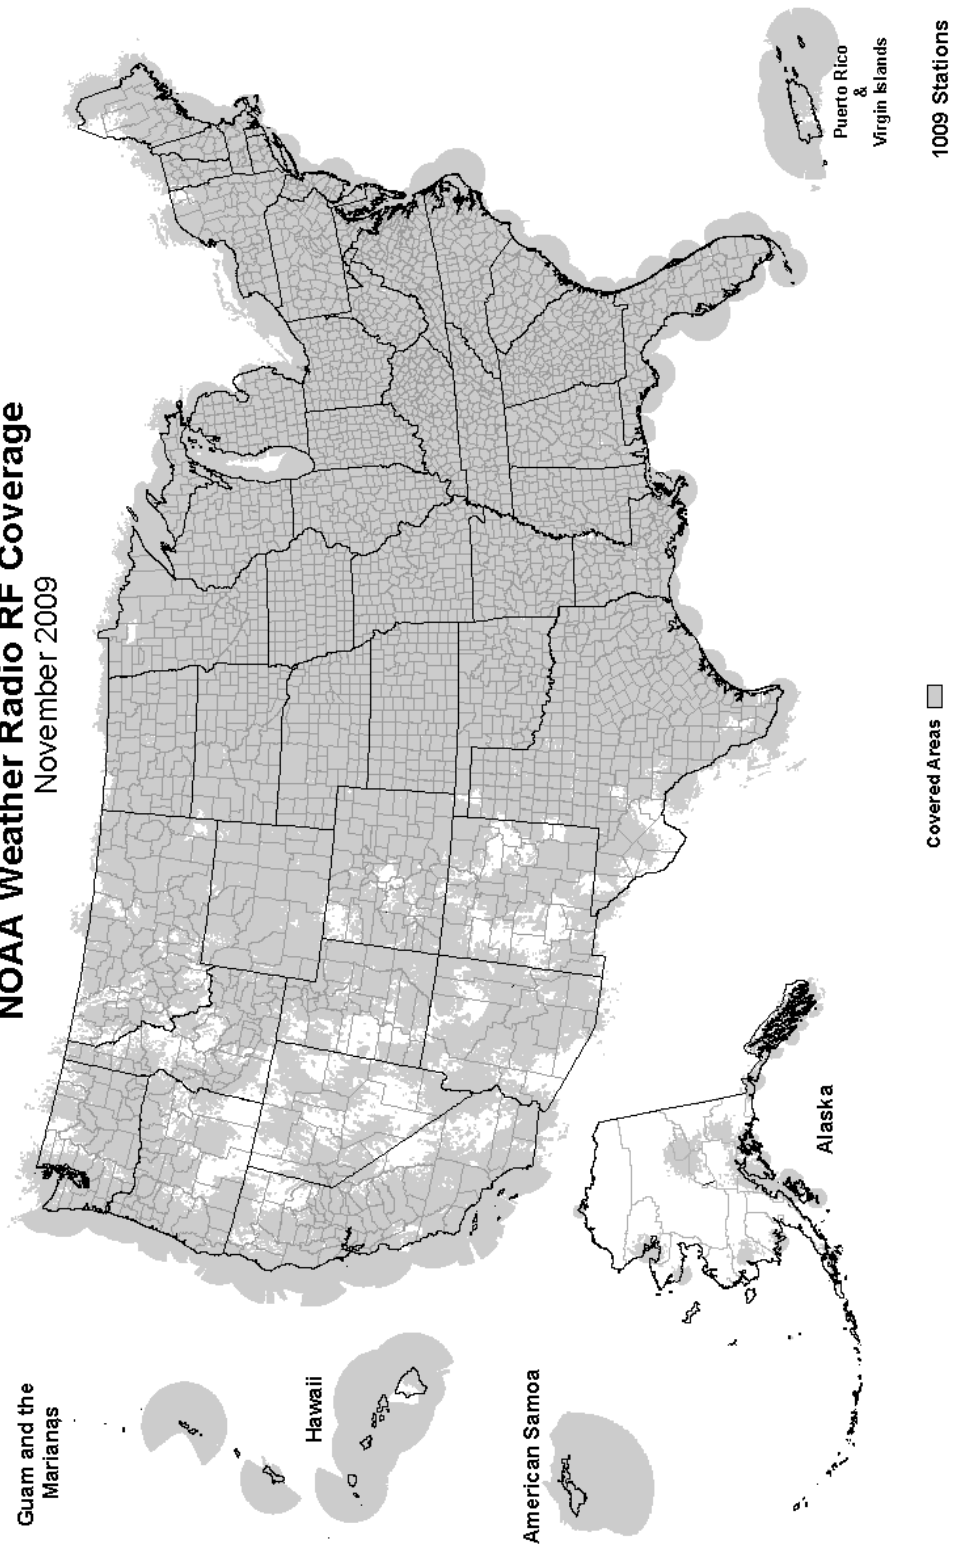 NOAA Weather Radio RF Coverage
November 2009
Guam and the
Marianas
Hawaii
American Samoa
Alaska
Puerto Rico
&
Virgin Islands
Covered Areas
1009 Stations